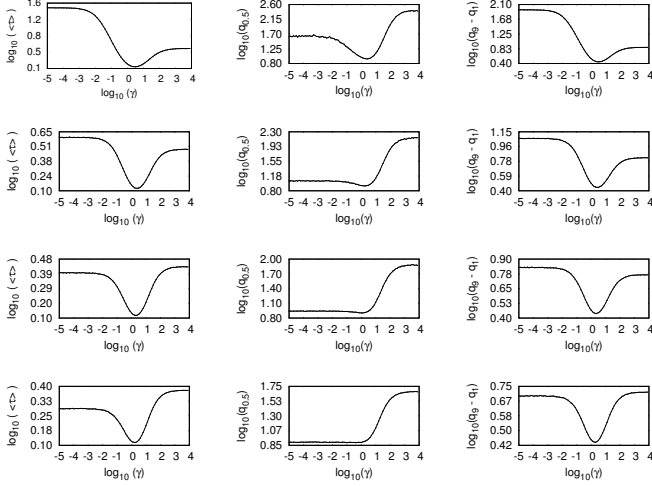 log10 ( <τ> )
1.6
1.2
0.8
0.5
0.1
-5 -4 -3 -2 -1 0 1 2 3 4
log10 (γ)
log10(q0.5)
2.60
2.15
1.70
1.25
0.80
-5 -4 -3 -2 -1 0 1 2 3 4
log10(γ)
log10(q9 - q1)
2.10
1.68
1.25
0.83
0.40
-5 -4 -3 -2 -1 0 1 2 3 4
log10(γ)
log10 ( <τ> )
0.65
0.51
0.38
0.24
0.10
-5 -4 -3 -2 -1 0 1 2 3 4
log10 (γ)
log10(q0.5)
2.30
1.93
1.55
1.18
0.80
-5 -4 -3 -2 -1 0 1 2 3 4
log10(γ)
log10(q9 - q1)
1.15
0.96
0.78
0.59
0.40
-5 -4 -3 -2 -1 0 1 2 3 4
log10(γ)
log10 ( <τ> )
0.48
0.39
0.29
0.20
0.10
-5 -4 -3 -2 -1 0 1 2 3 4
log10 (γ)
log10(q0.5)
2.00
1.70
1.40
1.10
0.80
-5 -4 -3 -2 -1 0 1 2 3 4
log10(γ)
log10(q9 - q1)
0.90
0.78
0.65
0.53
0.40
-5 -4 -3 -2 -1 0 1 2 3 4
log10(γ)
log10 ( <τ> )
0.40
0.33
0.25
0.18
0.10
-5 -4 -3 -2 -1 0 1 2 3 4
log10 (γ)
log10(q0.5)
1.75
1.53
1.30
1.07
0.85
-5 -4 -3 -2 -1 0 1 2 3 4
log10(γ)
log10(q9 - q1)
0.75
0.67
0.58
0.50
0.42
-5 -4 -3 -2 -1 0 1 2 3 4
log10(γ)